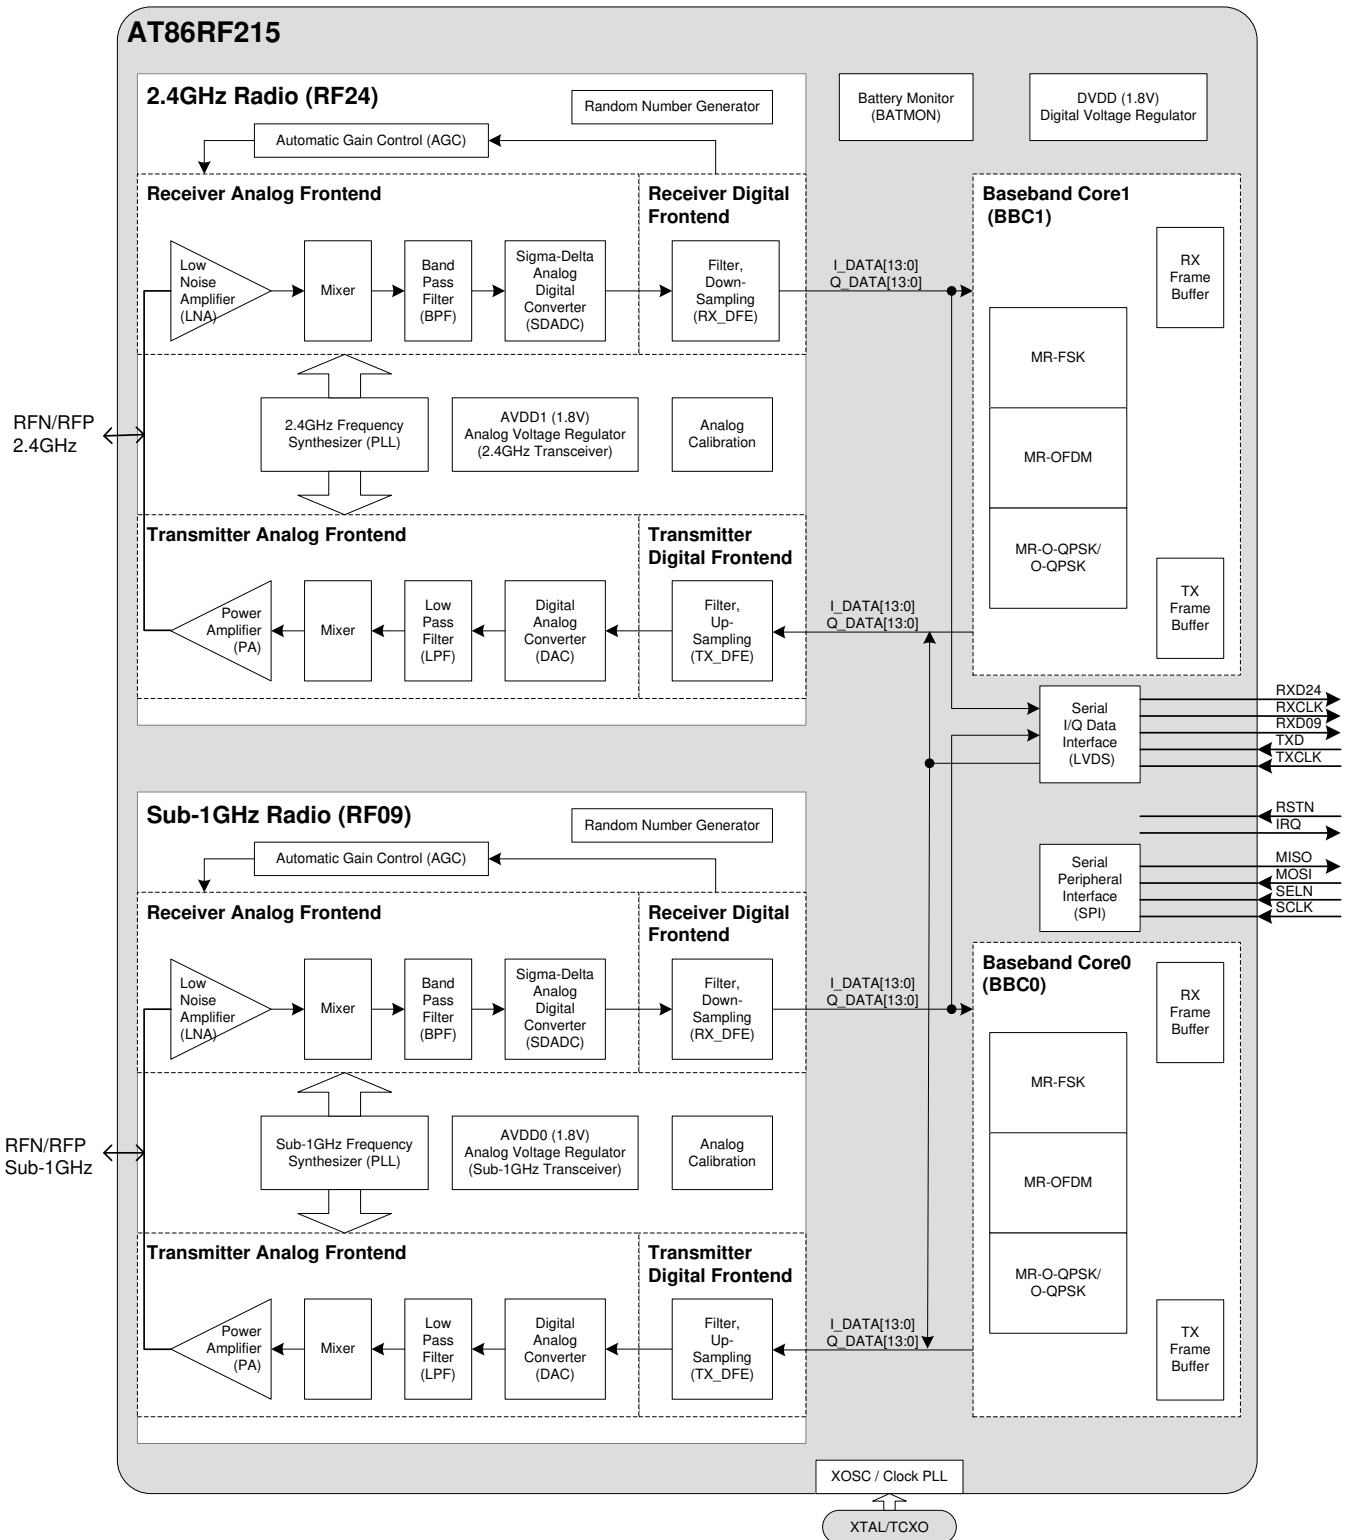 AT86RF215
2.4GHz Radio (RF24)
Random Number Generator
Automatic Gain Control (AGC)
Battery Monitor
(BATMON)
DVDD (1.8V)
Digital Voltage Regulator
Receiver Analog Frontend
Receiver Digital
Frontend
Low
Noise
Amplifier
(LNA)
Mixer
Band
Pass
Filter
(BPF)
Sigma-Delta
Analog
Digital
Converter
(SDADC)
Filter,
Down-
Sampling
(RX_DFE)
I_DATA[13:0]
Q_DATA[13:0]
Baseband Core1
(BBC1)
RX
Frame
Buffer
MR-FSK
MR-OFDM
MR-O-QPSK/
O-QPSK
TX
Frame
Buffer
RFN/RFP
2.4GHz
2.4GHz Frequency
Synthesizer (PLL)
AVDD1 (1.8V)
Analog Voltage Regulator
(2.4GHz Transceiver)
Analog
Calibration
Transmitter Analog Frontend
Transmitter
Digital Frontend
Power
Amplifier
(PA)
Mixer
Low
Pass
Filter
(LPF)
Digital
Analog
Converter
(DAC)
Filter,
Up-
Sampling
(TX_DFE)
I_DATA[13:0]
Q_DATA[13:0]
Serial
I/Q Data
Interface
(LVDS)
RXD24
RXCLK
RXD09
TXD
TXCLK
RSTN
IRQ
Serial
Peripheral
Interface
(SPI)
MISO
MOSI
SELN
SCLK
Sub-1GHz Radio (RF09)
Random Number Generator
Automatic Gain Control (AGC)
Receiver Analog Frontend
Receiver Digital
Frontend
Low
Noise
Amplifier
(LNA)
Mixer
Band
Pass
Filter
(BPF)
Sigma-Delta
Analog
Digital
Converter
(SDADC)
Filter,
Down-
Sampling
(RX_DFE)
I_DATA[13:0]
Q_DATA[13:0]
Baseband Core0
(BBC0)
RX
Frame
Buffer
MR-FSK
MR-OFDM
MR-O-QPSK/
O-QPSK
TX
Frame
Buffer
RFN/RFP
Sub-1GHz
Sub-1GHz Frequency
Synthesizer (PLL)
AVDD0 (1.8V)
Analog Voltage Regulator
(Sub-1GHz Transceiver)
Analog
Calibration
Transmitter Analog Frontend
Transmitter
Digital Frontend
Power
Amplifier
(PA)
Mixer
Low
Pass
Filter
(LPF)
Digital
Analog
Converter
(DAC)
Filter,
Up-
Sampling
(TX_DFE)
I_DATA[13:0]
Q_DATA[13:0]
XOSC / Clock PLL
XTAL/TCXO